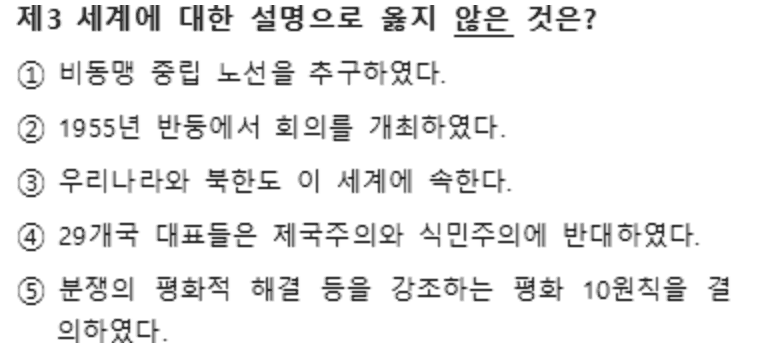 제3 세계에 대한 설명으로 옳지 않은 것은?
① 비동맹 중립 노선을 추구하였다.
② 1955년 반둥에서 회의를 개최하였다.
③ 우리나라와 북한도 이 세계에 속한다.
④ 29개국 대표들은 제국주의와 식민주의에 반대하였다.
⑤ 분쟁의 평화적 해결 등을 강조하는 평화 10원칙을 결
의하였다.